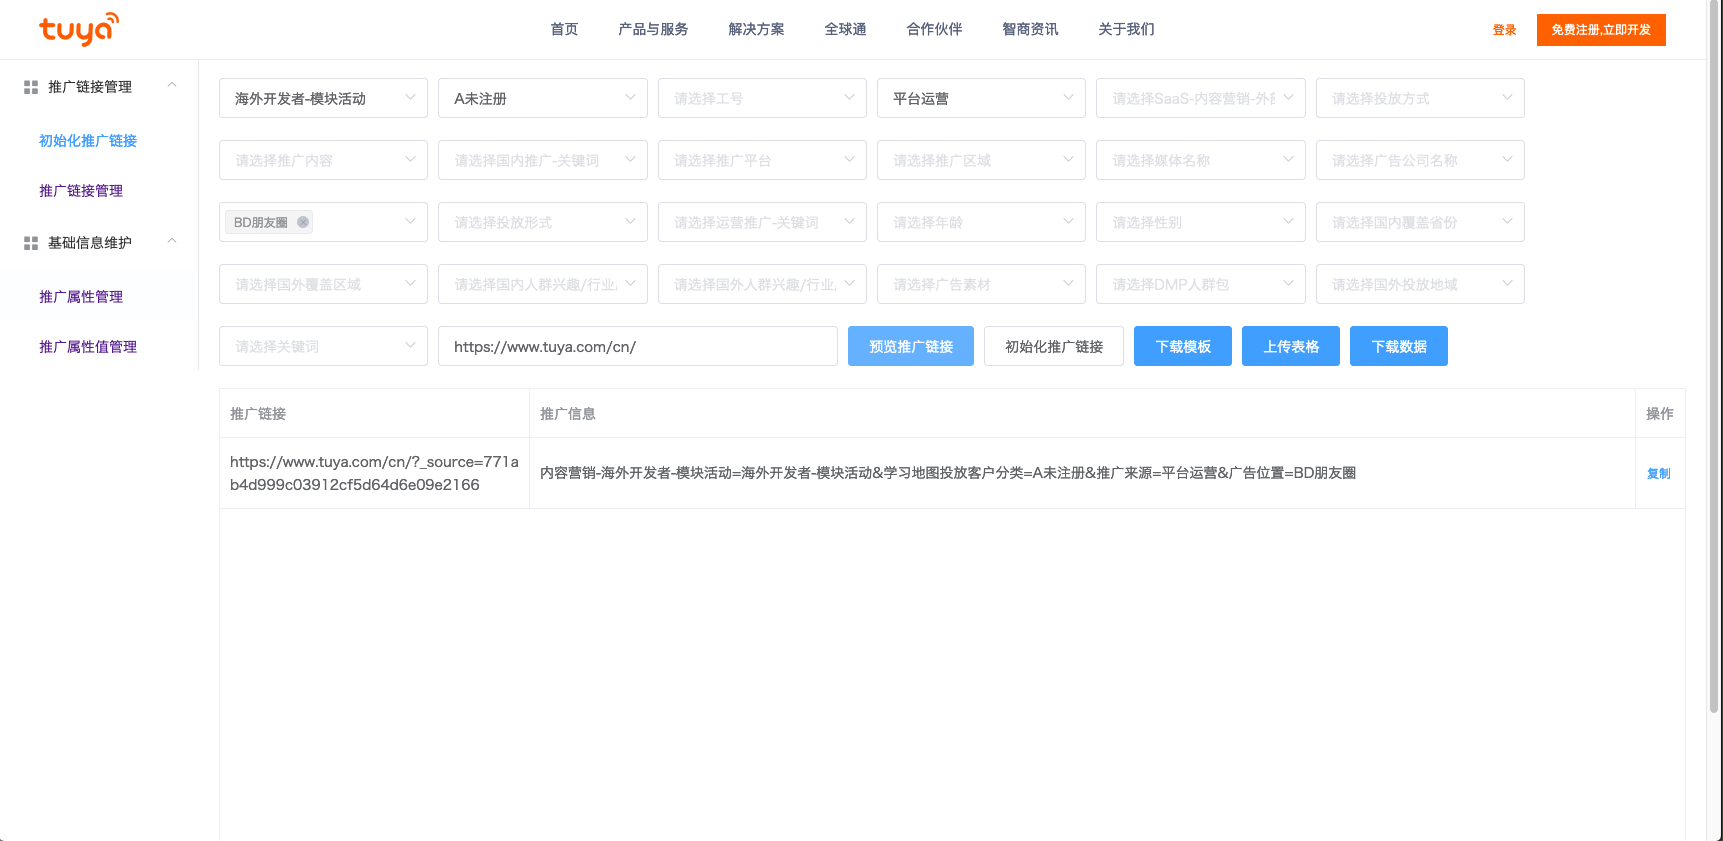 tuya
首页
产品与服务
解决方案
全球通
合作伙伴
智商资讯
关于我们
登录
免费注册,立即开发
推广链接管理
初始化推广链接
推广链接管理
基础信息维护
推广属性管理
推广属性值管理
海外开发者-模块活动
A未注册
请选择工号
平台运营
请选择SaaS-内容营销-外部
请选择投放方式
请选择推广内容
请选择国内推广-关键词
请选择推广平台
请选择推广区域
请选择媒体名称
请选择广告公司名称
BD朋友圈
请选择投放形式
请选择运营推广-关键词
请选择年龄
请选择性别
请选择国内覆盖省份
请选择国外覆盖区域
请选择国内人群兴趣/行业
请选择国外人群兴趣/行业
请选择广告素材
请选择DMP人群包
请选择国外投放地域
请选择关键词
https://www.tuya.com/cn/
预览推广链接
初始化推广链接
下载模板
上传表格
下载数据
推广链接
推广信息
操作
https://www.tuya.com/cn/?_source=771a
b4d999c03912cf5d64d6e09e2166
内容营销-海外开发者-模块活动=海外开发者-模块活动&学习地图投放客户分类=A未注册&推广来源=平台运营&广告位置=BD朋友圈
复制